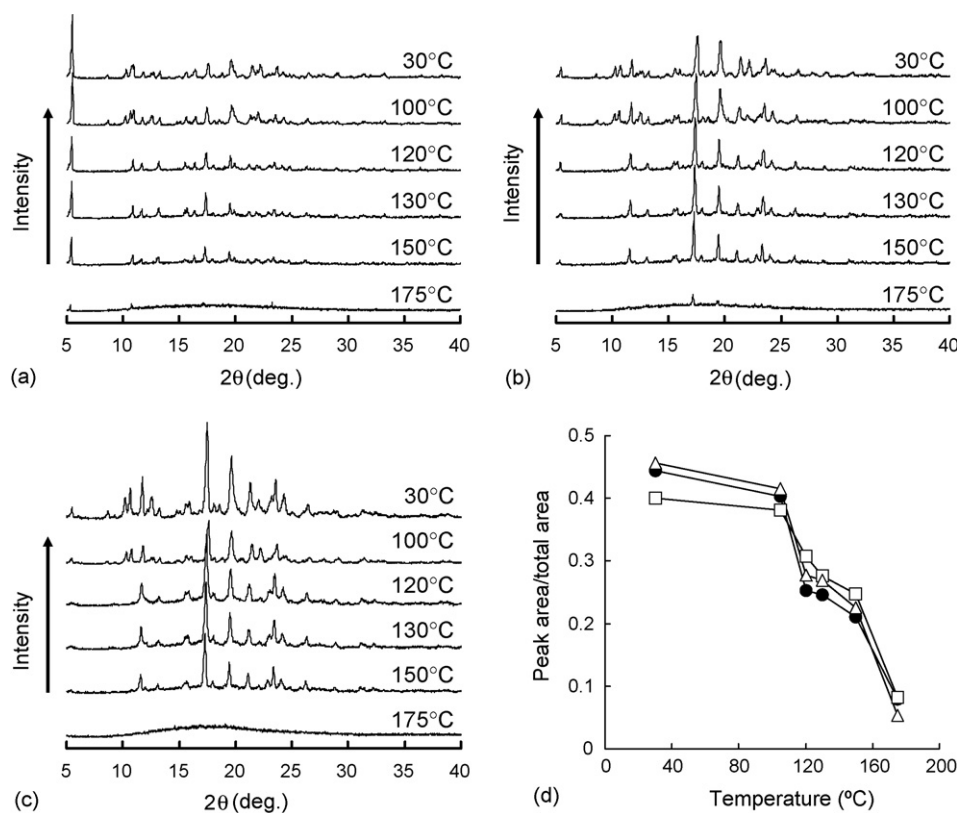 30°C
100°C
120°C
130°C
150°C
175°C
Intensity
5 10 15 20 25 30 35 40
2θ (deg.)
(a)
30°C
100°C
120°C
130°C
150°C
175°C
Intensity
5 10 15 20 25 30 35 40
2θ (deg.)
(b)
30°C
100°C
120°C
130°C
150°C
175°C
Intensity
5 10 15 20 25 30 35 40
2θ (deg.)
(c)
0.5
0.4
0.3
0.2
0.1
0
Peak area/total area
0 40 80 120 160 200
Temperature (ºC)
(d)